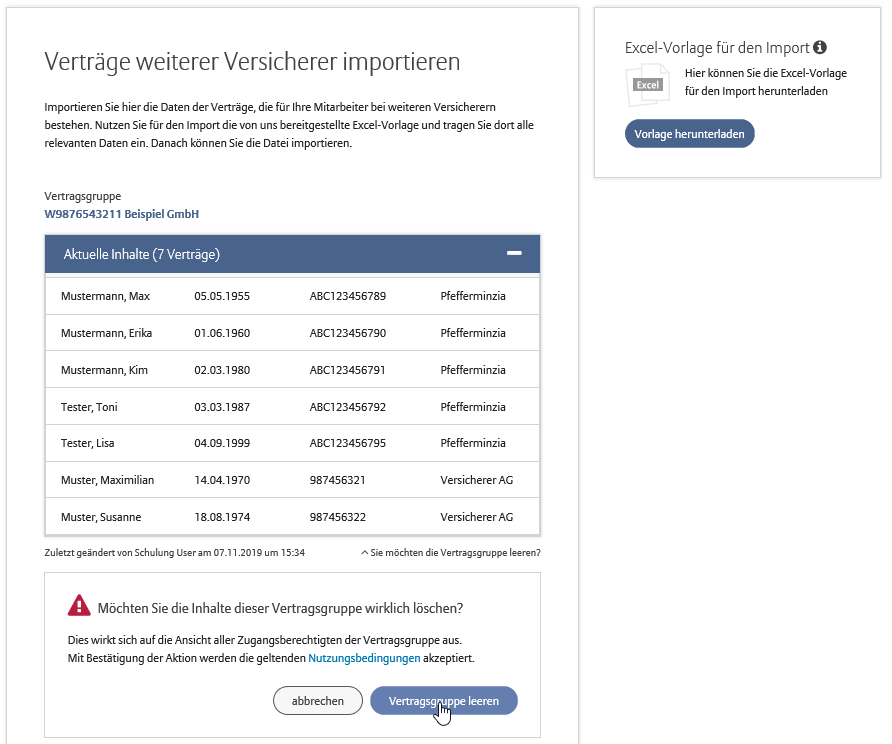 Verträge weiterer Versicherer importieren
Importieren Sie hier die Daten der Verträge, die für Ihre Mitarbeiter bei weiteren Versicherern
bestehen. Nutzen Sie für den Import die von uns bereitgestellte Excel-Vorlage und tragen Sie dort alle
relevanten Daten ein. Danach können Sie die Datei importieren.
Vertragsgruppe
W9876543211 Beispiel GmbH
Aktuelle Inhalte (7 Verträge)
Mustermann, Max 05.05.1955 ABC123456789 Pfefferminzia
Mustermann, Erika 01.06.1960 ABC123456790 Pfefferminzia
Mustermann, Kim 02.03.1980 ABC123456791 Pfefferminzia
Tester, Toni 03.03.1987 ABC123456792 Pfefferminzia
Tester, Lisa 04.09.1999 ABC123456795 Pfefferminzia
Muster, Maximilian 14.04.1970 987456321 Versicherer AG
Muster, Susanne 18.08.1974 987456322 Versicherer AG
Zuletzt geändert von Schulung User am 07.11.2019 um 15:34 Sie möchten die Vertragsgruppe leeren?
Möchten Sie die Inhalte dieser Vertragsgruppe wirklich löschen?
Dies wirkt sich auf die Ansicht aller Zugangsberechtigten der Vertragsgruppe aus.
Mit Bestätigung der Aktion werden die geltenden Nutzungsbedingungen akzeptiert.
abbrechen Vertragsgruppe leeren
Excel-Vorlage für den Import
Excel
Hier können Sie die Excel-Vorlage
für den Import herunterladen
Vorlage herunterladen